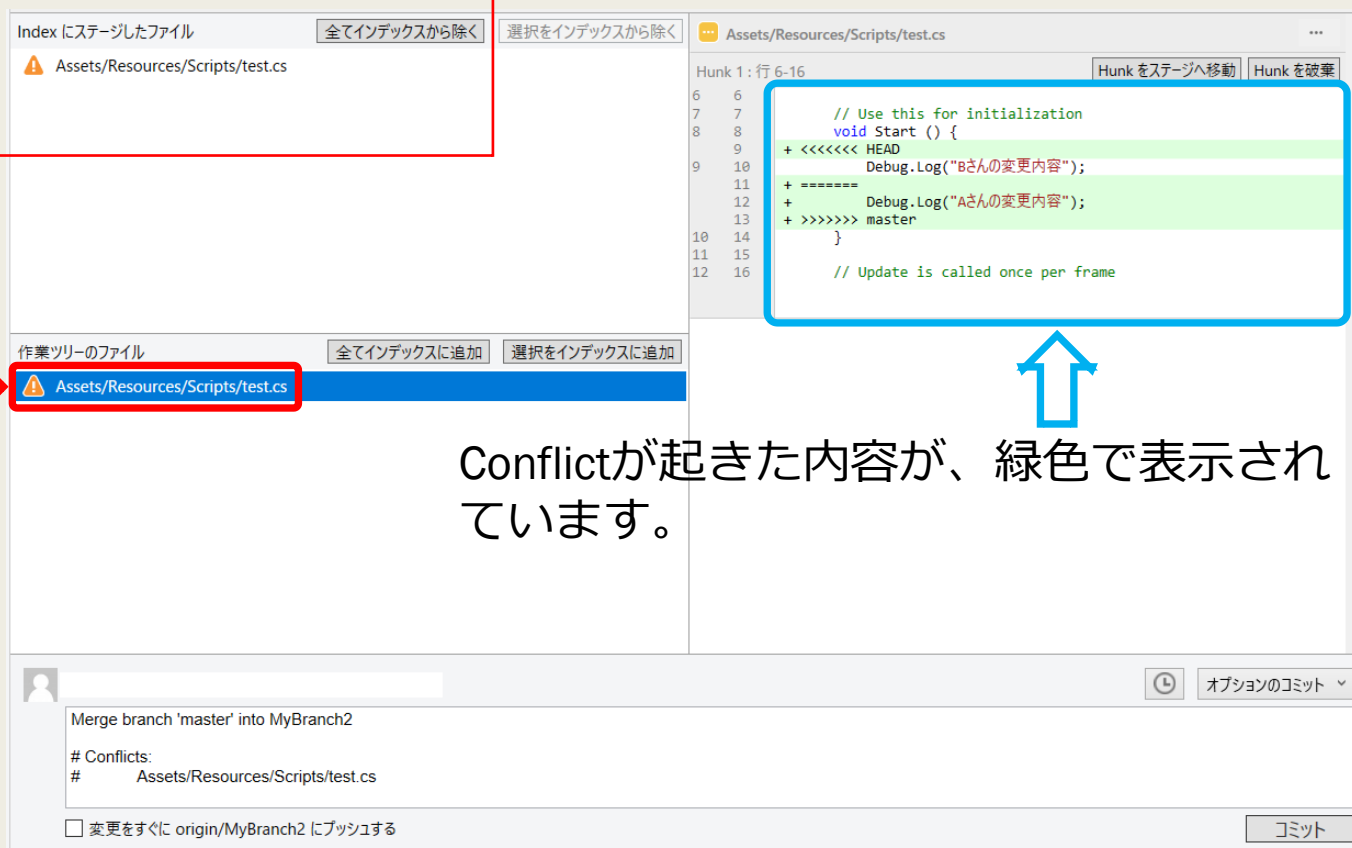 Index にステージしたファイル
全てインデックスから除く
選択をインデックスから除く
Assets/Resources/Scripts/test.cs
Assets/Resources/Scripts/test.cs
Hunk 1 : 行 6-16
Hunk をステージへ移動
Hunk を破棄
6 6
7 7 // Use this for initialization
8 8 void Start () {
9 + <<<<<<< HEAD
9 10 Debug.Log("Bさんの変更内容");
11 + =======
12 + Debug.Log("Aさんの変更内容");
13 + >>>>>>> master
10 14 }
11 15
12 16 // Update is called once per frame
作業ツリーのファイル
全てインデックスに追加
選択をインデックスに追加
Assets/Resources/Scripts/test.cs
Conflictが起きた内容が、緑色で表示され
ています。
オプションのコミット
Merge branch 'master' into MyBranch2
# Conflicts:
# Assets/Resources/Scripts/test.cs
変更をすぐに origin/MyBranch2 にプッシュする
コミット